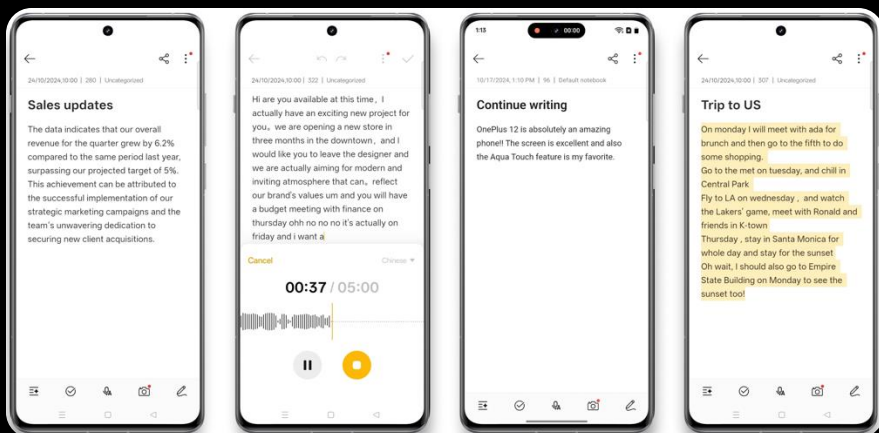 24/10/2024,10:00 | 280 | Uncategorized
Sales updates
The data indicates that our overall
revenue for the quarter grew by 6.2%
compared to the same period last year,
surpassing our projected target of 5%.
This achievement can be attributed to
the successful implementation of our
strategic marketing campaigns and the
team's unwavering dedication to
securing new client acquisitions.
24/10/2024,10:00 | 322 | Uncategorized
Hi are you available at this time, I
actually have an exciting new project for
you。we are opening a new store in
three months in the downtown, and I
would like you to leave the designer and
we are actually aiming for modern and
inviting atmosphere that can。reflect
our brand's values um and you will have
a budget meeting with finance on
thursday ohh no no no it's actually on
friday and i want a
Cancel
Chinese
00:37 / 05:00
1:13
00:00
10/17/2024, 1:10 PM | 96 | Default notebook
Continue writing
OnePlus 12 is absolutely an amazing
phone!! The screen is excellent and also
the Aqua Touch feature is my favorite.
24/10/2024,10:00 | 307 | Uncategorized
Trip to US
On monday I will meet with ada for
brunch and then go to the fifth to do
some shopping.
Go to the met on tuesday, and chill in
Central Park
Fly to LA on wednesday , and watch
the Lakers' game, meet with Ronald and
friends in K-town
Thursday , stay in Santa Monica for
whole day and stay for the sunset
Oh wait, I should also go to Empire
State Building on Monday to see the
sunset too!